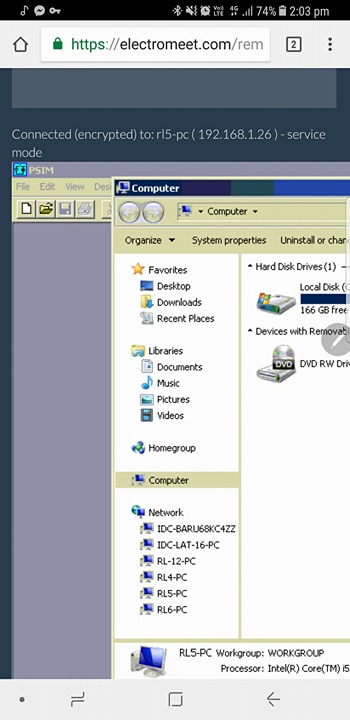 74% 2:03 pm
https://electromeet.com/rem
2
Connected (encrypted) to: rl5-pc ( 192.168.1.26 ) - service
mode
PSIM
File Edit View Desi
Computer
Computer
Organize System properties Uninstall or chan
Favorites
Desktop
Downloads
Recent Places
Libraries
Documents
Music
Pictures
Videos
Homegroup
Computer
Network
IDC-BARU68KC4ZZ
IDC-LAT-16-PC
RL-12-PC
RL4-PC
RL5-PC
RL6-PC
Hard Disk Drives (1)
Local Disk (C
166 GB free
Devices with Removab
DVD
DVD RW Driv
RL5-PC Workgroup: WORKGROUP
Processor: Intel(R) Core(TM) i5